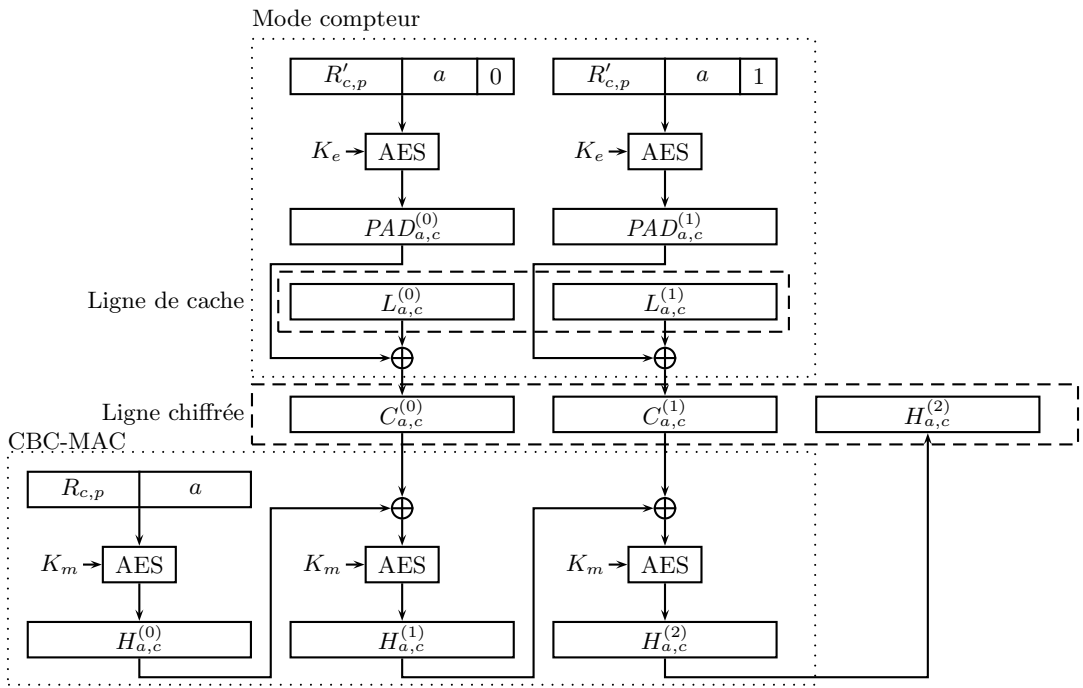 Mode compteur
R′c,p a 0 R′c,p a 1
Ke AES Ke AES
PAD(0)a,c PAD(1)a,c
Ligne de cache L(0)a,c L(1)a,c
Ligne chiffrée C(0)a,c C(1)a,c H(2)a,c
CBC-MAC
Rc,p a
Km AES Km AES Km AES
H(0)a,c H(1)a,c H(2)a,c